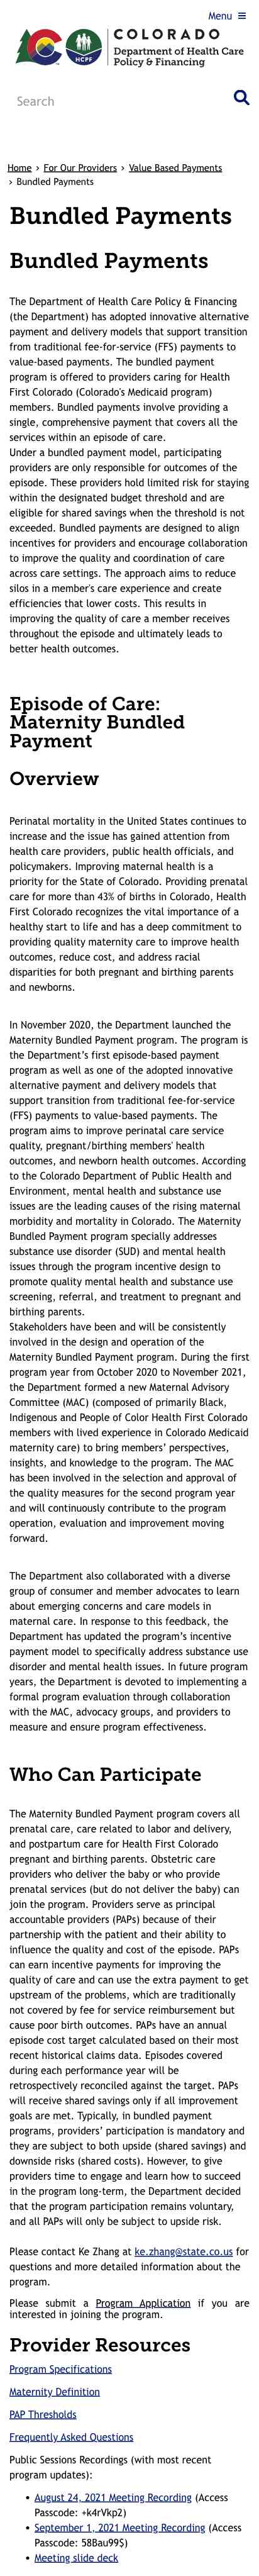 Menu ≡
COLORADO
Department of Health Care
Policy & Financing
HCPF
Search
Home › For Our Providers › Value Based Payments
› Bundled Payments
Bundled Payments
Bundled Payments
The Department of Health Care Policy & Financing
(the Department) has adopted innovative alternative
payment and delivery models that support transition
from traditional fee-for-service (FFS) payments to
value-based payments. The bundled payment
program is offered to providers caring for Health
First Colorado (Colorado's Medicaid program)
members. Bundled payments involve providing a
single, comprehensive payment that covers all the
services within an episode of care.
Under a bundled payment model, participating
providers are only responsible for outcomes of the
episode. These providers hold limited risk for staying
within the designated budget threshold and are
eligible for shared savings when the threshold is not
exceeded. Bundled payments are designed to align
incentives for providers and encourage collaboration
to improve the quality and coordination of care
across care settings. The approach aims to reduce
silos in a member's care experience and create
efficiencies that lower costs. This results in
improving the quality of care a member receives
throughout the episode and ultimately leads to
better health outcomes.
Episode of Care:
Maternity Bundled
Payment
Overview
Perinatal mortality in the United States continues to
increase and the issue has gained attention from
health care providers, public health officials, and
policymakers. Improving maternal health is a
priority for the State of Colorado. Providing prenatal
care for more than 43% of births in Colorado, Health
First Colorado recognizes the vital importance of a
healthy start to life and has a deep commitment to
providing quality maternity care to improve health
outcomes, reduce cost, and address racial
disparities for both pregnant and birthing parents
and newborns.
In November 2020, the Department launched the
Maternity Bundled Payment program. The program is
the Department’s first episode-based payment
program as well as one of the adopted innovative
alternative payment and delivery models that
support transition from traditional fee-for-service
(FFS) payments to value-based payments. The
program aims to improve perinatal care service
quality, pregnant/birthing members' health
outcomes, and newborn health outcomes. According
to the Colorado Department of Public Health and
Environment, mental health and substance use
issues are the leading causes of the rising maternal
morbidity and mortality in Colorado. The Maternity
Bundled Payment program specially addresses
substance use disorder (SUD) and mental health
issues through the program incentive design to
promote quality mental health and substance use
screening, referral, and treatment to pregnant and
birthing parents.
Stakeholders have been and will be consistently
involved in the design and operation of the
Maternity Bundled Payment program. During the first
program year from October 2020 to November 2021,
the Department formed a new Maternal Advisory
Committee (MAC) (composed of primarily Black,
Indigenous and People of Color Health First Colorado
members with lived experience in Colorado Medicaid
maternity care) to bring members’ perspectives,
insights, and knowledge to the program. The MAC
has been involved in the selection and approval of
the quality measures for the second program year
and will continuously contribute to the program
operation, evaluation and improvement moving
forward.
The Department also collaborated with a diverse
group of consumer and member advocates to learn
about emerging concerns and care models in
maternal care. In response to this feedback, the
Department has updated the program’s incentive
payment model to specifically address substance use
disorder and mental health issues. In future program
years, the Department is devoted to implementing a
formal program evaluation through collaboration
with the MAC, advocacy groups, and providers to
measure and ensure program effectiveness.
Who Can Participate
The Maternity Bundled Payment program covers all
prenatal care, care related to labor and delivery,
and postpartum care for Health First Colorado
pregnant and birthing parents. Obstetric care
providers who deliver the baby or who provide
prenatal services (but do not deliver the baby) can
join the program. Providers serve as principal
accountable providers (PAPs) because of their
partnership with the patient and their ability to
influence the quality and cost of the episode. PAPs
can earn incentive payments for improving the
quality of care and can use the extra payment to get
upstream of the problems, which are traditionally
not covered by fee for service reimbursement but
cause poor birth outcomes. PAPs have an annual
episode cost target calculated based on their most
recent historical claims data. Episodes covered
during each performance year will be
retrospectively reconciled against the target. PAPs
will receive shared savings only if all improvement
goals are met. Typically, in bundled payment
programs, providers’ participation is mandatory and
they are subject to both upside (shared savings) and
downside risks (shared costs). However, to give
providers time to engage and learn how to succeed
in the program long-term, the Department decided
that the program participation remains voluntary,
and all PAPs will only be subject to upside risk.
Please contact Ke Zhang at ke.zhang@state.co.us for
questions and more detailed information about the
program.
Please submit a Program Application if you are
interested in joining the program.
Provider Resources
Program Specifications
Maternity Definition
PAP Thresholds
Frequently Asked Questions
Public Sessions Recordings (with most recent
program updates):
• August 24, 2021 Meeting Recording (Access
Passcode: +k4rVkp2)
• September 1, 2021 Meeting Recording (Access
Passcode: 58Bau99$)
• Meeting slide deck